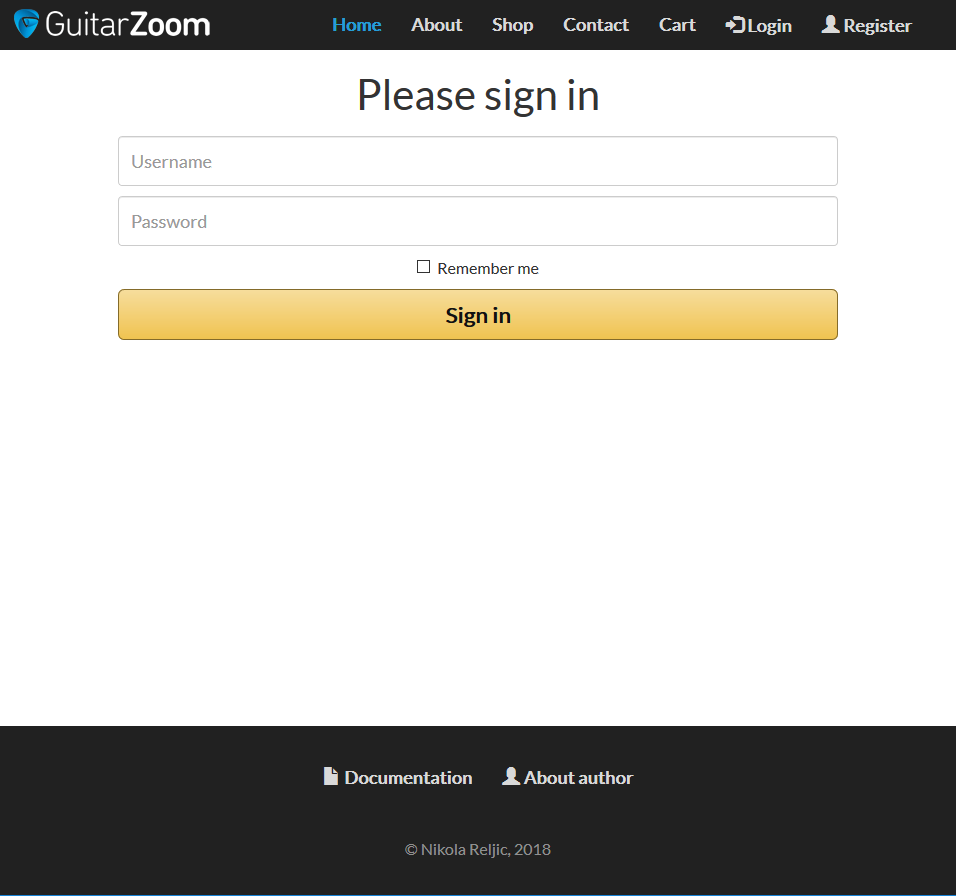 GuitarZoom Home About Shop Contact Cart Login Register
Please sign in
Username
Password
Remember me
Sign in
Documentation About author
© Nikola Reljic, 2018